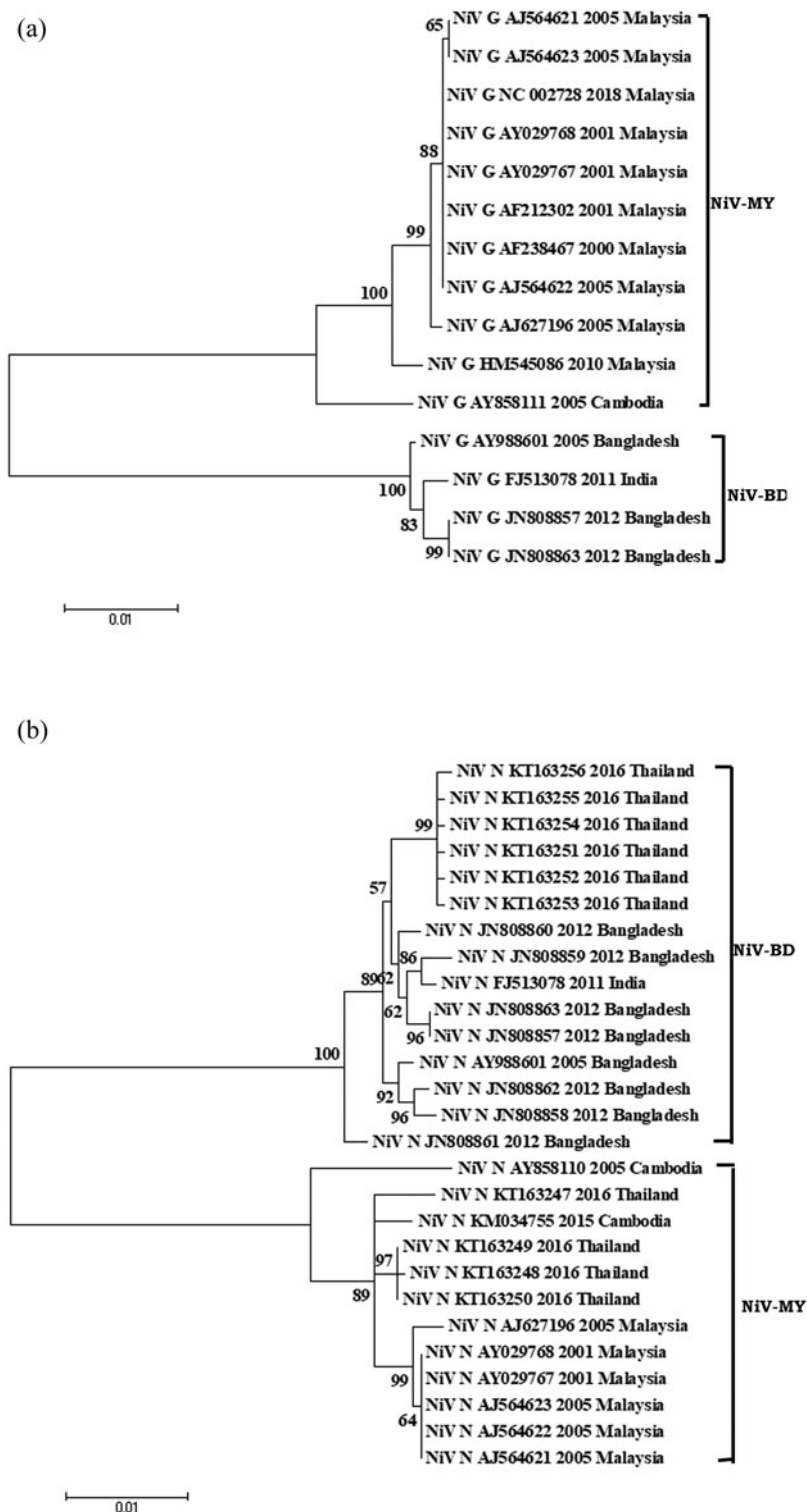 (a)
65
NiV G AJ564621 2005 Malaysia
NiV G AJ564623 2005 Malaysia
NiV G NC 002728 2018 Malaysia
88
NiV G AY029768 2001 Malaysia
NiV G AY029767 2001 Malaysia
NiV-MY
NiV G AF212302 2001 Malaysia
99
NiV G AF238467 2000 Malaysia
100
NiV G AJ564622 2005 Malaysia
NiV G AJ627196 2005 Malaysia
NiV G HM545086 2010 Malaysia
NiV G AY858111 2005 Cambodia
NiV G AY988601 2005 Bangladesh
100
NiV G FJ513078 2011 India
NiV-BD
83
NiV G JN808857 2012 Bangladesh
99
NiV G JN808863 2012 Bangladesh
0.01
(b)
NiV N KT163256 2016 Thailand
NiV N KT163255 2016 Thailand
99
NiV N KT163254 2016 Thailand
NiV N KT163251 2016 Thailand
57
NiV N KT163252 2016 Thailand
NiV N KT163253 2016 Thailand
NiV N JN808860 2012 Bangladesh
NiV-BD
86
NiV N JN808859 2012 Bangladesh
89
62
NiV N FJ513078 2011 India
62
NiV N JN808863 2012 Bangladesh
96
NiV N JN808857 2012 Bangladesh
100
NiV N AY988601 2005 Bangladesh
92
NiV N JN808862 2012 Bangladesh
96
NiV N JN808858 2012 Bangladesh
NiV N JN808861 2012 Bangladesh
NiV N AY858110 2005 Cambodia
NiV N KT163247 2016 Thailand
NiV N KM034755 2015 Cambodia
NiV N KT163249 2016 Thailand
97
NiV N KT163248 2016 Thailand
89
NiV N KT163250 2016 Thailand
NiV-MY
NiV N AJ627196 2005 Malaysia
NiV N AY029768 2001 Malaysia
99
NiV N AY029767 2001 Malaysia
NiV N AJ564623 2005 Malaysia
64
NiV N AJ564622 2005 Malaysia
NiV N AJ564621 2005 Malaysia
0.01